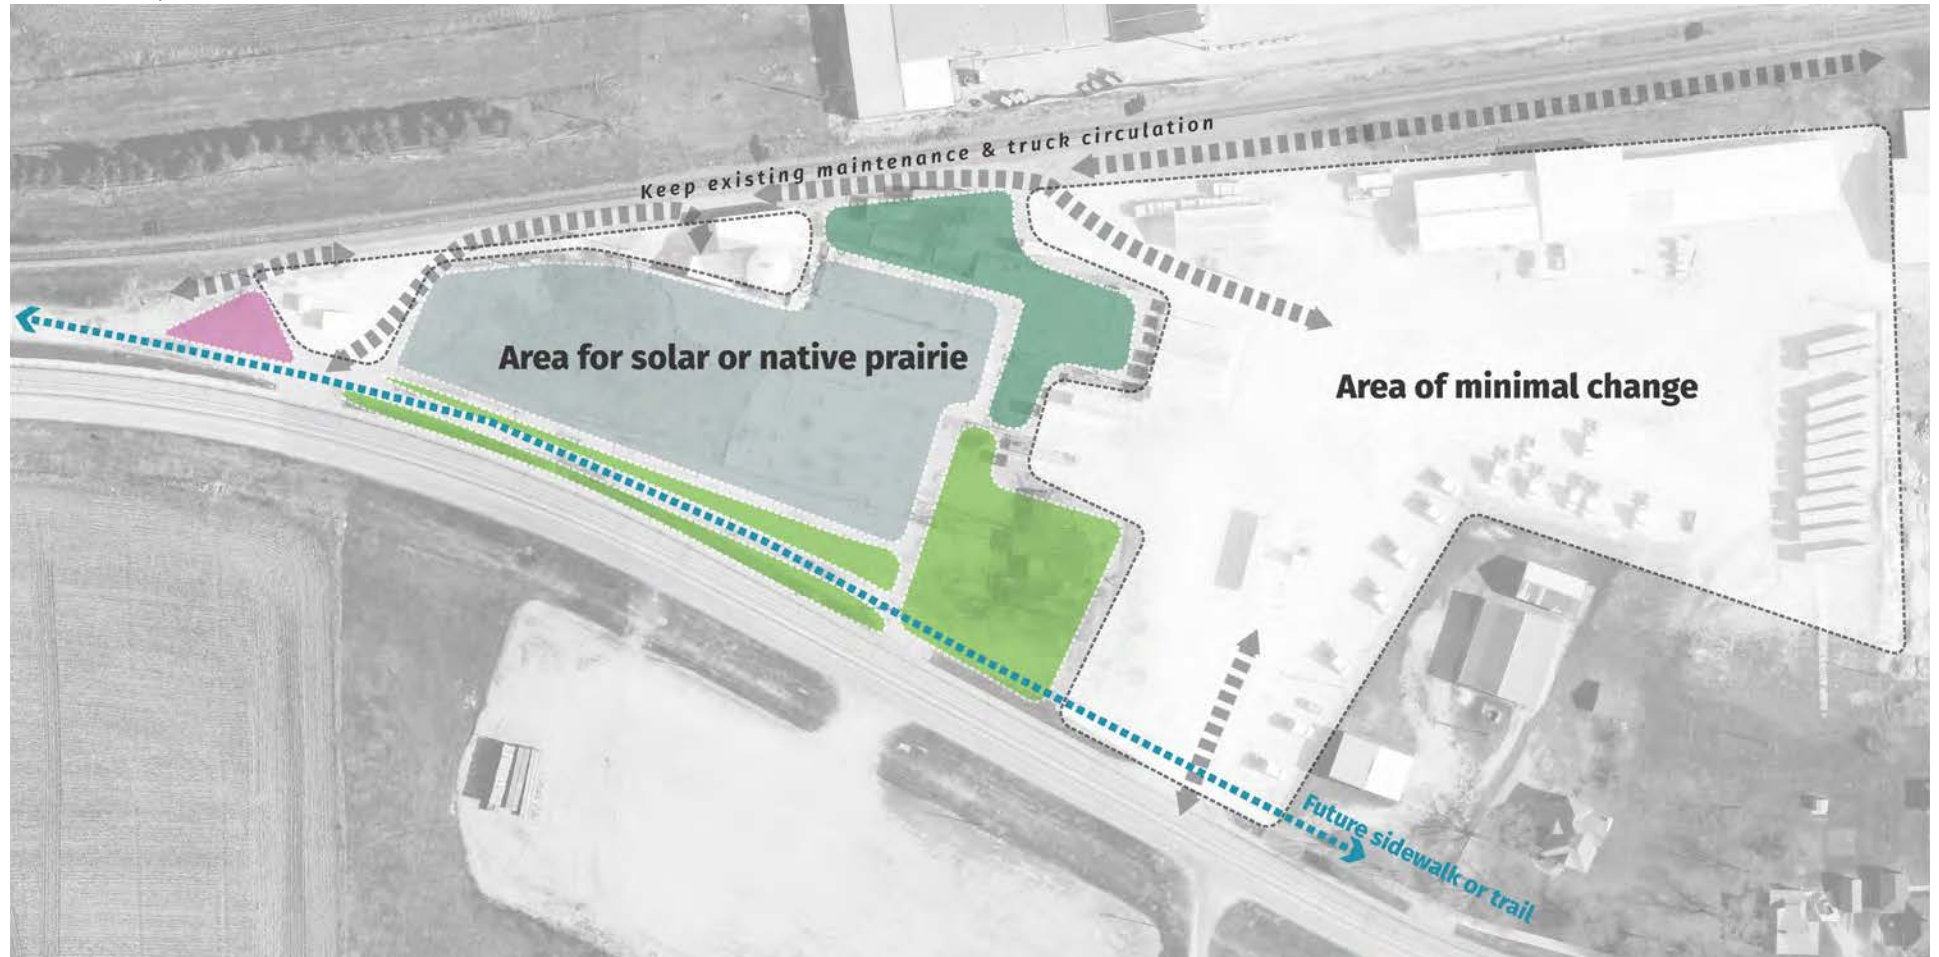 Keep existing maintenance & truck circulation
Area for solar or native prairie
Area of minimal change
Future sidewalk or trail